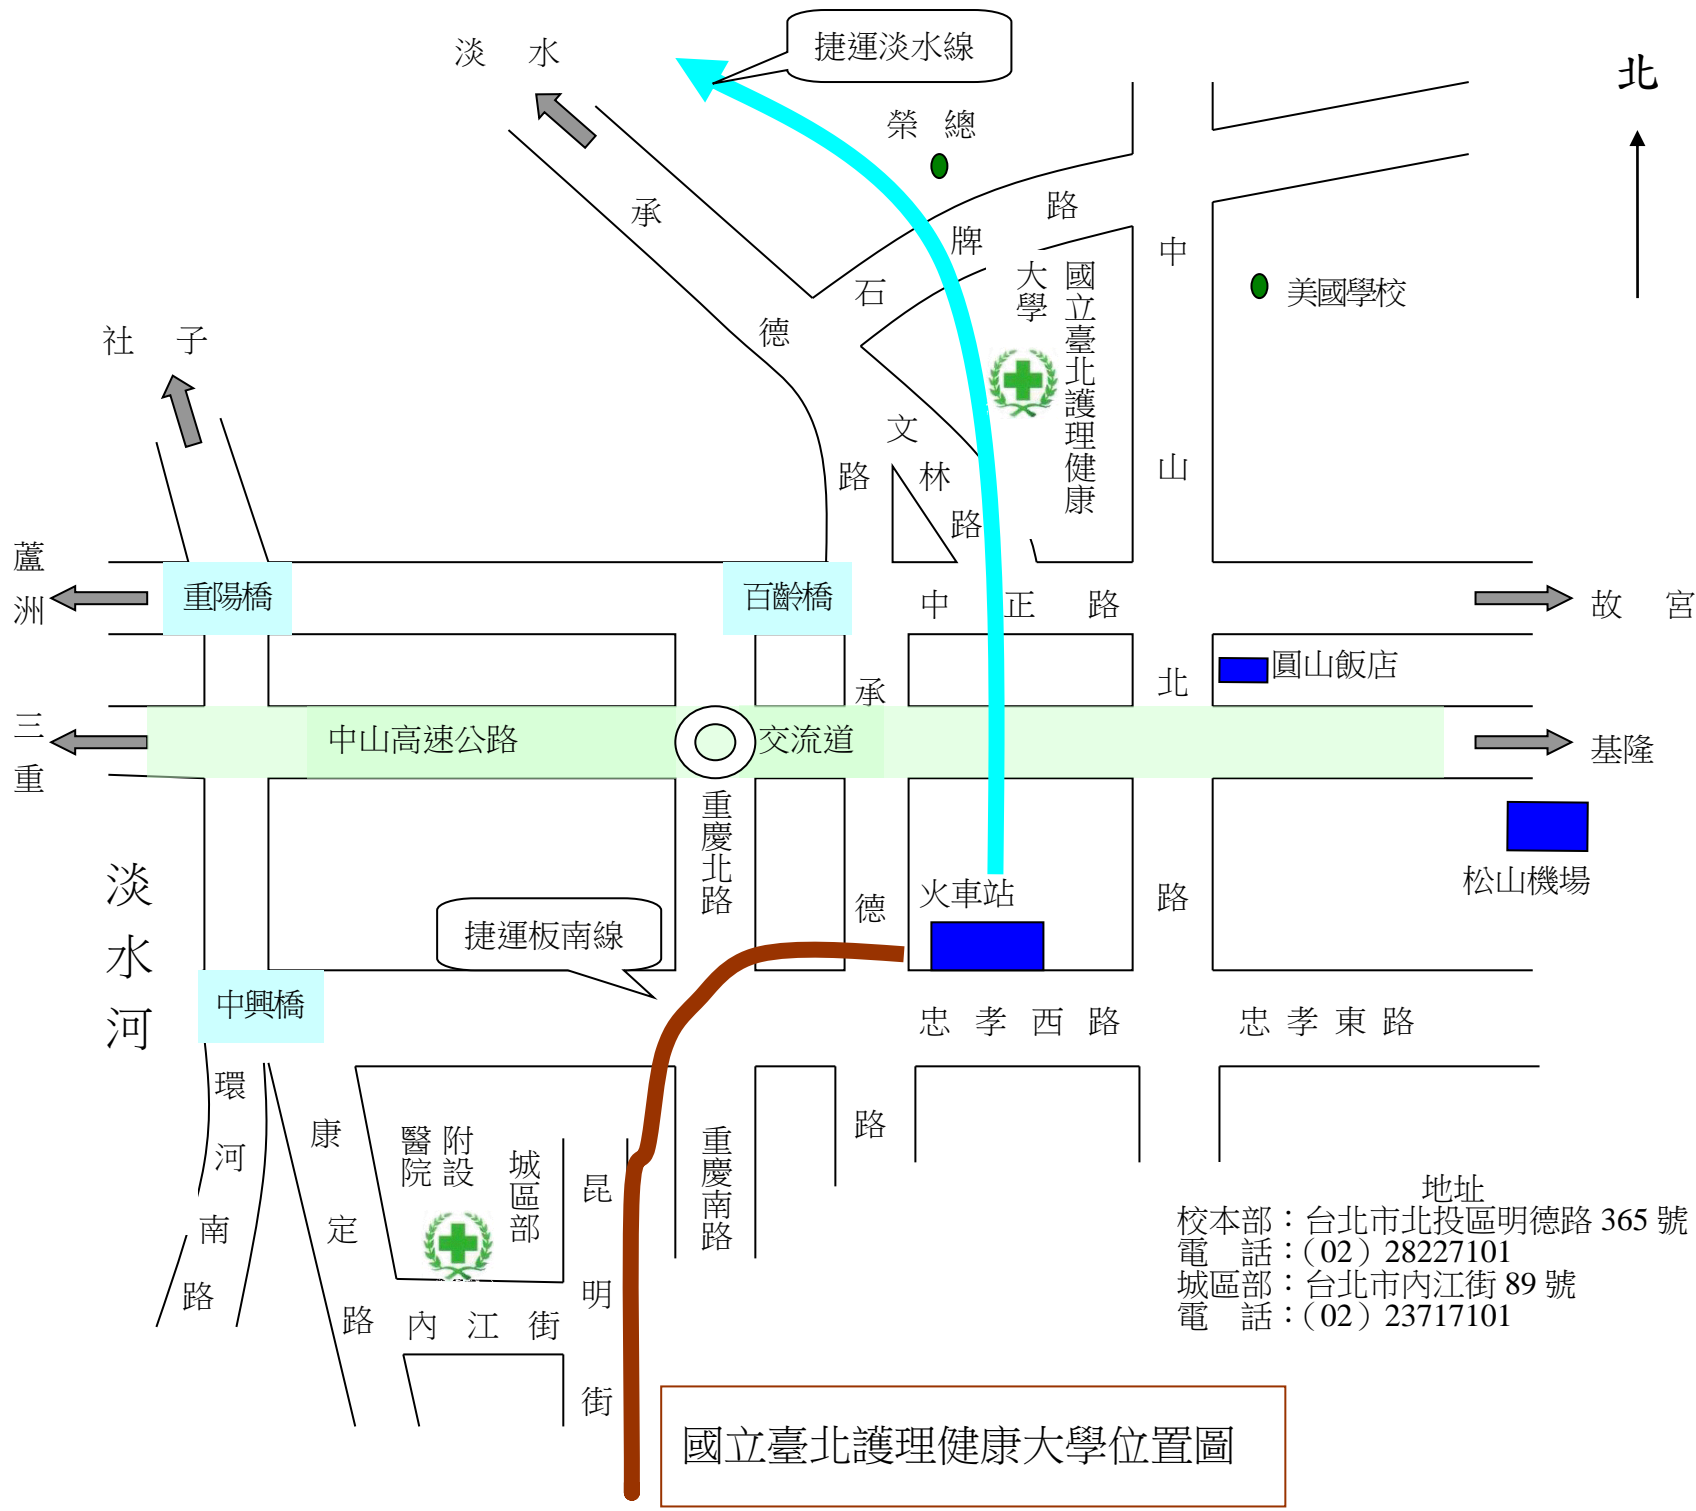 淡 水
捷運淡水線
北
榮 總
承德路
石牌路
中山北路
國立臺北護理健康
大學
美國學校
社 子
文林路
蘆洲
重陽橋
百齡橋
中 正 路
故 宮
圓山飯店
三重
中山高速公路
交流道
基隆
承德路
重慶北路
松山機場
淡水河
火車站
捷運板南線
中興橋
忠 孝 西 路
忠 孝 東 路
環河南路
康定路
附設
醫院
城區部
昆明街
重慶南路
內 江 街
地址
校本部：台北市北投區明德路 365 號
電　話：（02）28227101
城區部：台北市內江街 89 號
電　話：（02）23717101
國立臺北護理健康大學位置圖